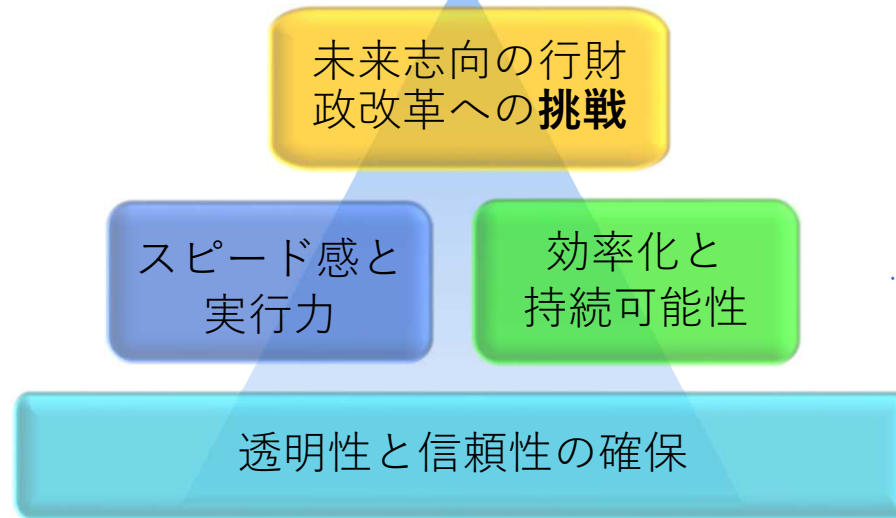 未来志向の行財
政改革への挑戦
スピード感と
実行力
効率化と
持続可能性
透明性と信頼性の確保